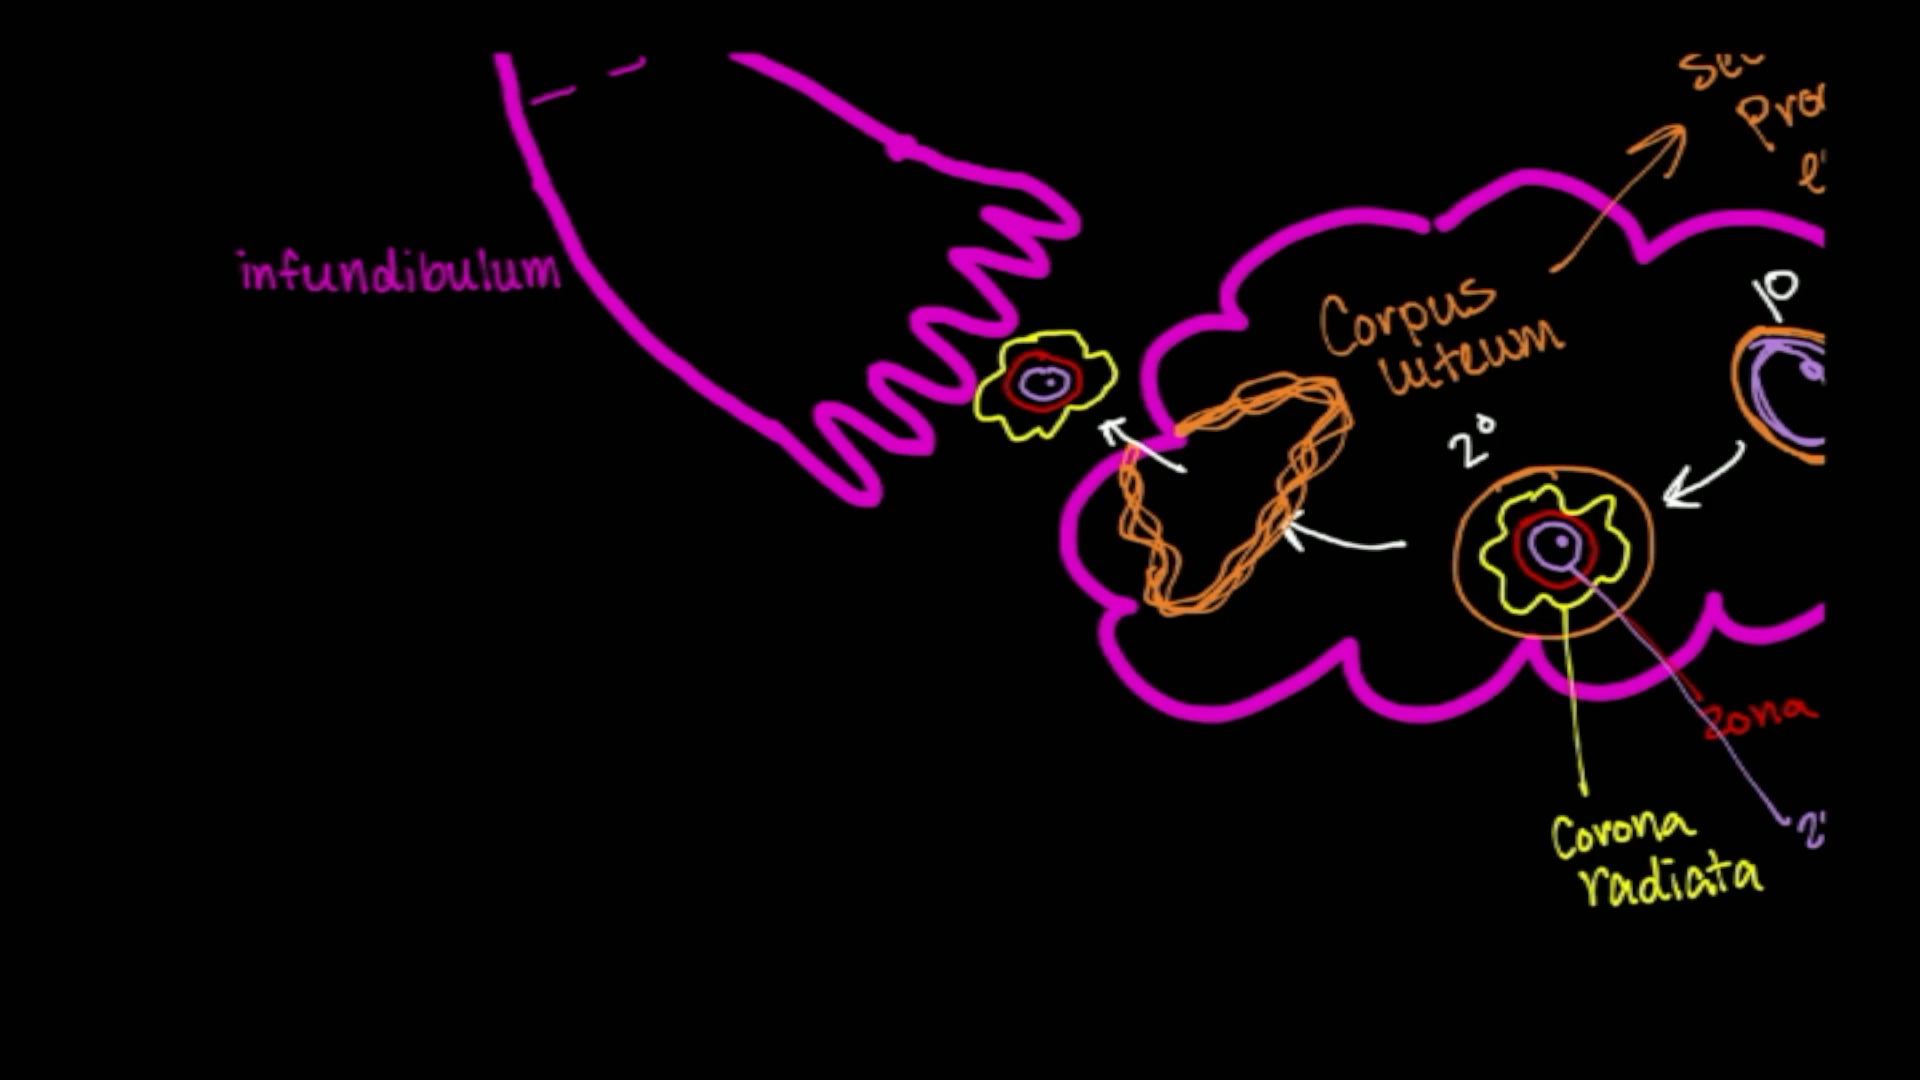 infundibulum
Corpus
luteum
1°
2°
zona
Corona
radiata